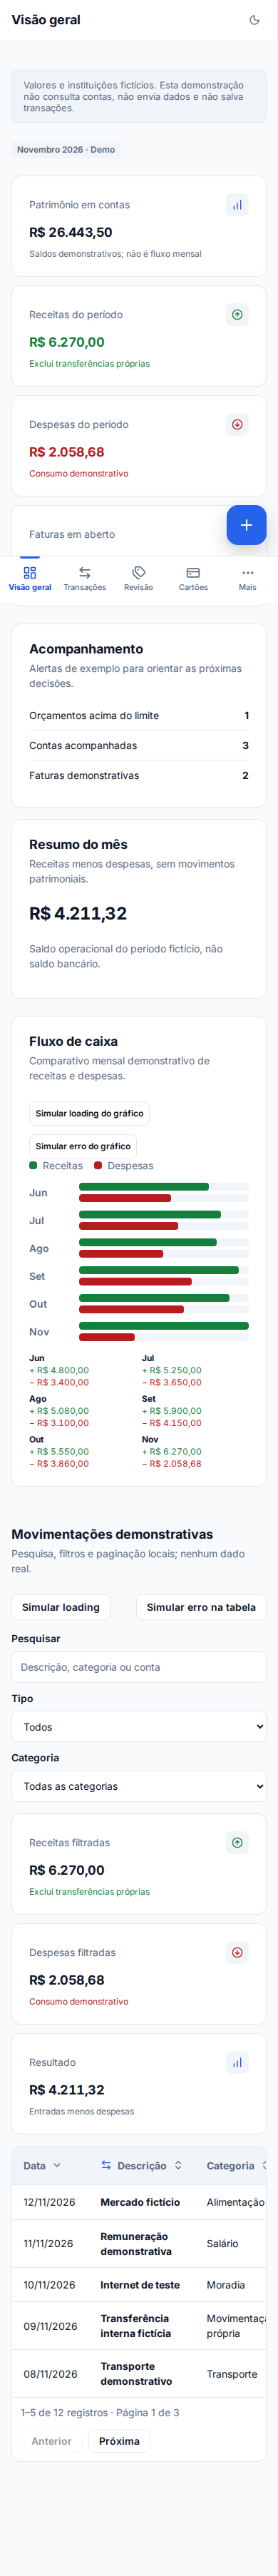 Visão geral
Valores e instituições fictícios. Esta demonstração
não consulta contas, não envia dados e não salva
transações.
Novembro 2026 · Demo
Patrimônio em contas
R$ 26.443,50
Saldos demonstrativos; não é fluxo mensal
Receitas do período
R$ 6.270,00
Exclui transferências próprias
Despesas do período
R$ 2.058,68
Consumo demonstrativo
Faturas em aberto
Visão geral
Transações
Revisão
Cartões
Mais
Acompanhamento
Alertas de exemplo para orientar as próximas
decisões.
Orçamentos acima do limite 1
Contas acompanhadas 3
Faturas demonstrativas 2
Resumo do mês
Receitas menos despesas, sem movimentos
patrimoniais.
R$ 4.211,32
Saldo operacional do período fictício, não
saldo bancário.
Fluxo de caixa
Comparativo mensal demonstrativo de
receitas e despesas.
Simular loading do gráfico
Simular erro do gráfico
Receitas Despesas
Jun
Jul
Ago
Set
Out
Nov
Jun Jul
+ R$ 4.800,00 + R$ 5.250,00
− R$ 3.400,00 − R$ 3.650,00
Ago Set
+ R$ 5.080,00 + R$ 5.900,00
− R$ 3.100,00 − R$ 4.150,00
Out Nov
+ R$ 5.550,00 + R$ 6.270,00
− R$ 3.860,00 − R$ 2.058,68
Movimentações demonstrativas
Pesquisa, filtros e paginação locais; nenhum dado
real.
Simular loading Simular erro na tabela
Pesquisar
Descrição, categoria ou conta
Tipo
Todos
Categoria
Todas as categorias
Receitas filtradas
R$ 6.270,00
Exclui transferências próprias
Despesas filtradas
R$ 2.058,68
Consumo demonstrativo
Resultado
R$ 4.211,32
Entradas menos despesas
Data Descrição Categoria
12/11/2026 Mercado fictício Alimentação
11/11/2026 Remuneração demonstrativa Salário
10/11/2026 Internet de teste Moradia
09/11/2026 Transferência interna fictícia Movimentaç própria
08/11/2026 Transporte demonstrativo Transporte
1–5 de 12 registros · Página 1 de 3
Anterior Próxima